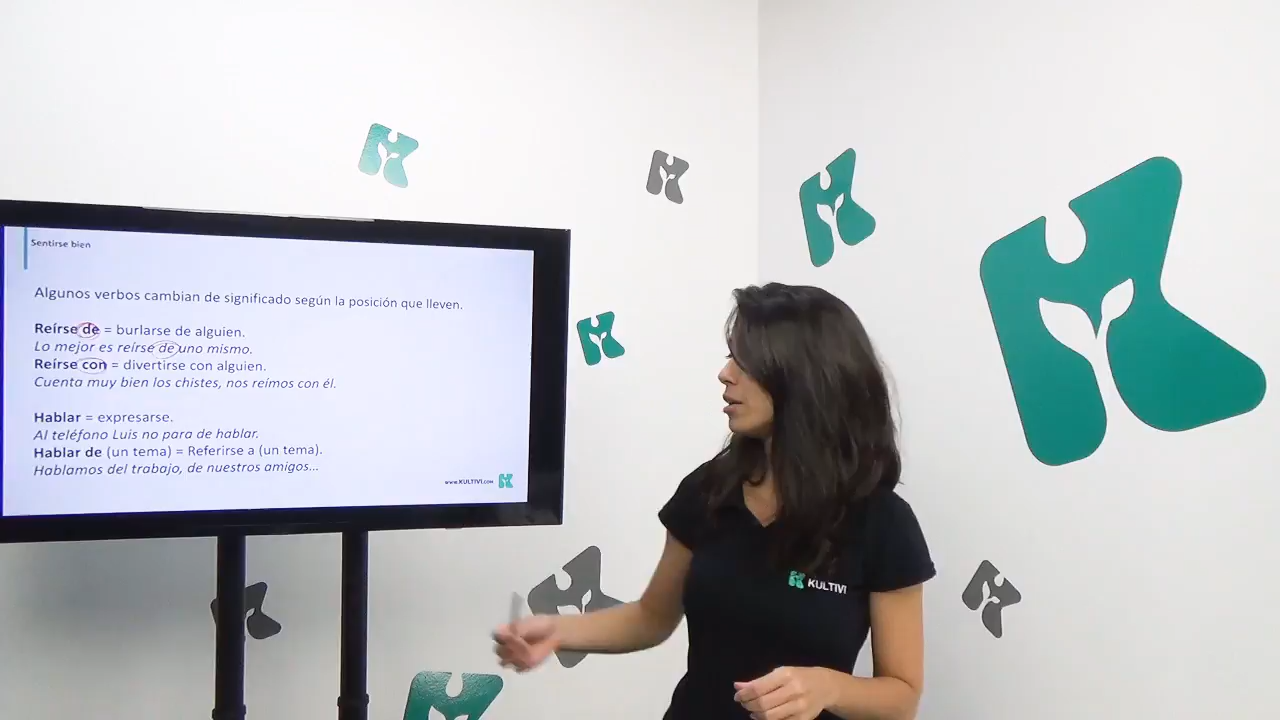 Sentirse bien
Algunos verbos cambian de significado según la posición que lleven.
Reírse de = burlarse de alguien.
Lo mejor es reírse de uno mismo.
Reírse con = divertirse con alguien.
Cuenta muy bien los chistes, nos reímos con él.
Hablar = expresarse.
Al teléfono Luis no para de hablar.
Hablar de (un tema) = Referirse a (un tema).
Hablamos del trabajo, de nuestros amigos...
www.KULTIVI.COM
KULTIVI